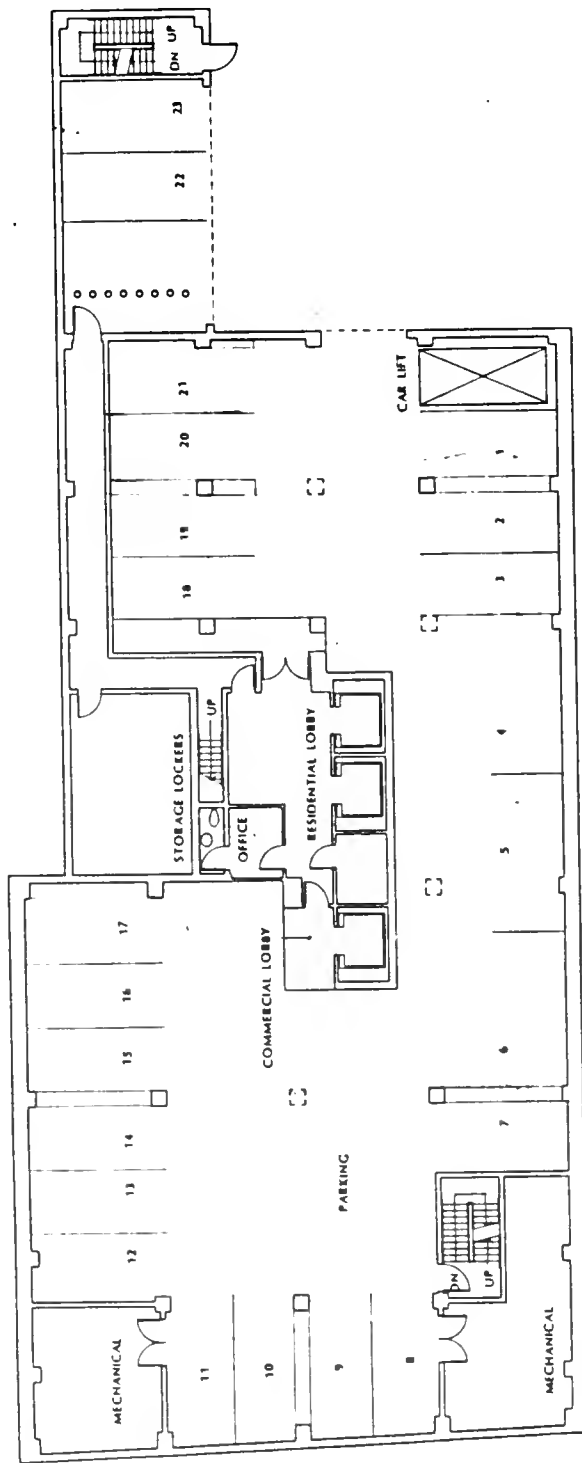 UP
DN
23
22
21
20
19
18
CAR LIFT
1
2
3
4
5
6
7
STORAGE LOCKERS
UP
OFFICE
RESIDENTIAL LOBBY
COMMERCIAL LOBBY
17
16
15
14
13
12
PARKING
MECHANICAL
11
10
9
8
DN
UP
MECHANICAL